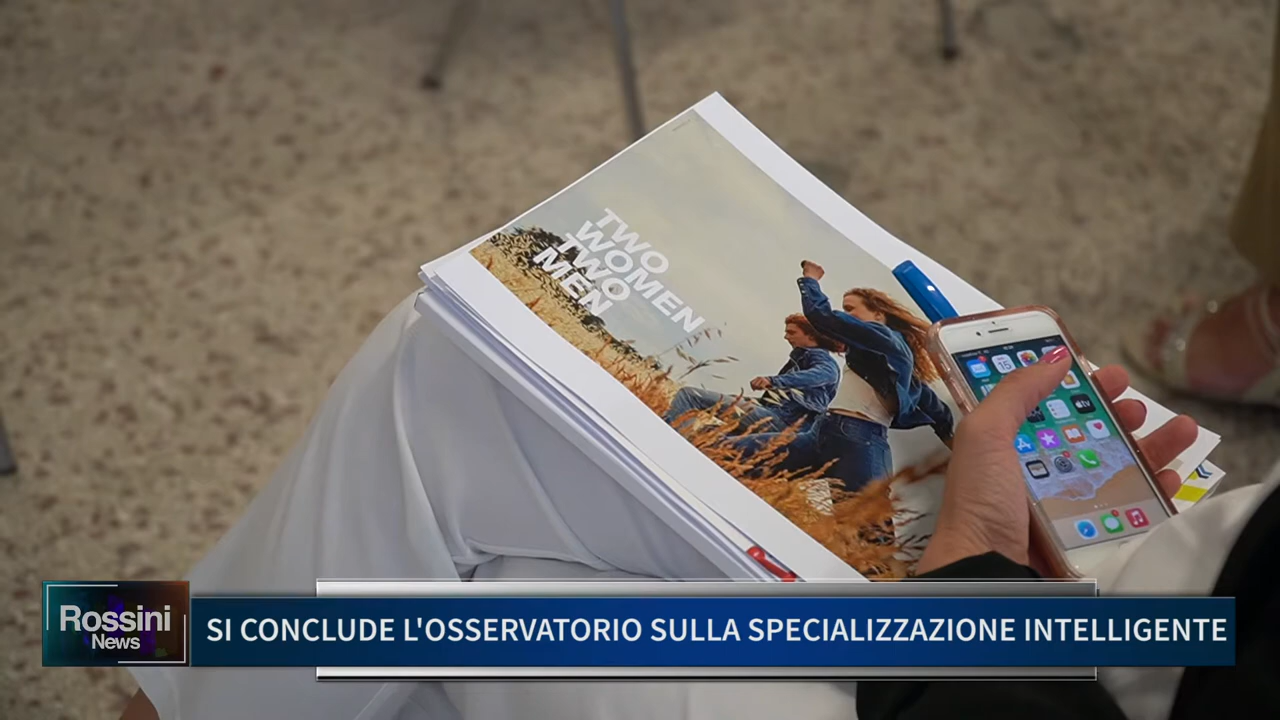 TWO
WOMEN
TWO
MEN
Rossini
News
SI CONCLUDE L'OSSERVATORIO SULLA SPECIALIZZAZIONE INTELLIGENTE